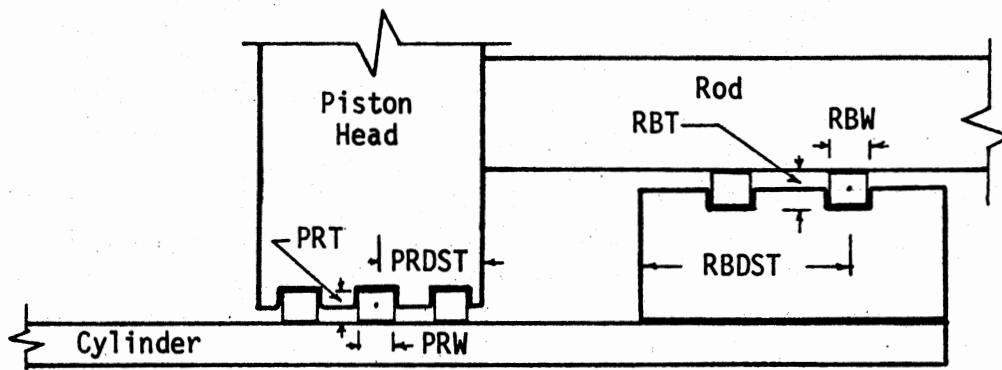 Piston
Head
Rod
RBT
RBW
PRT
PRDST
RBDST
Cylinder
PRW